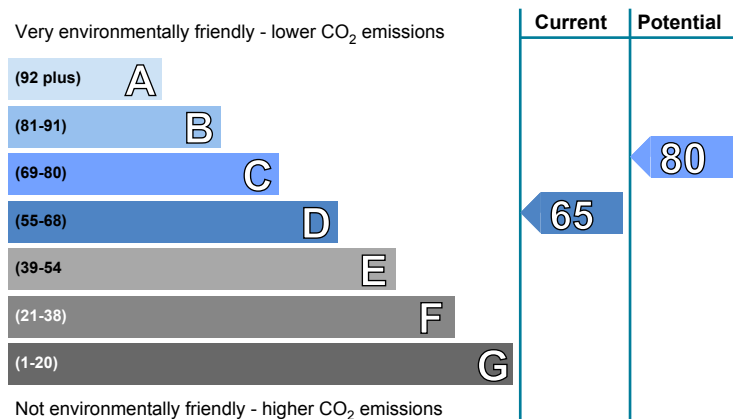 Current Potential
Very environmentally friendly - lower CO₂ emissions
(92 plus) A
(81-91) B
(69-80) C
80
(55-68) D
65
(39-54 E
(21-38) F
(1-20) G
Not environmentally friendly - higher CO₂ emissions